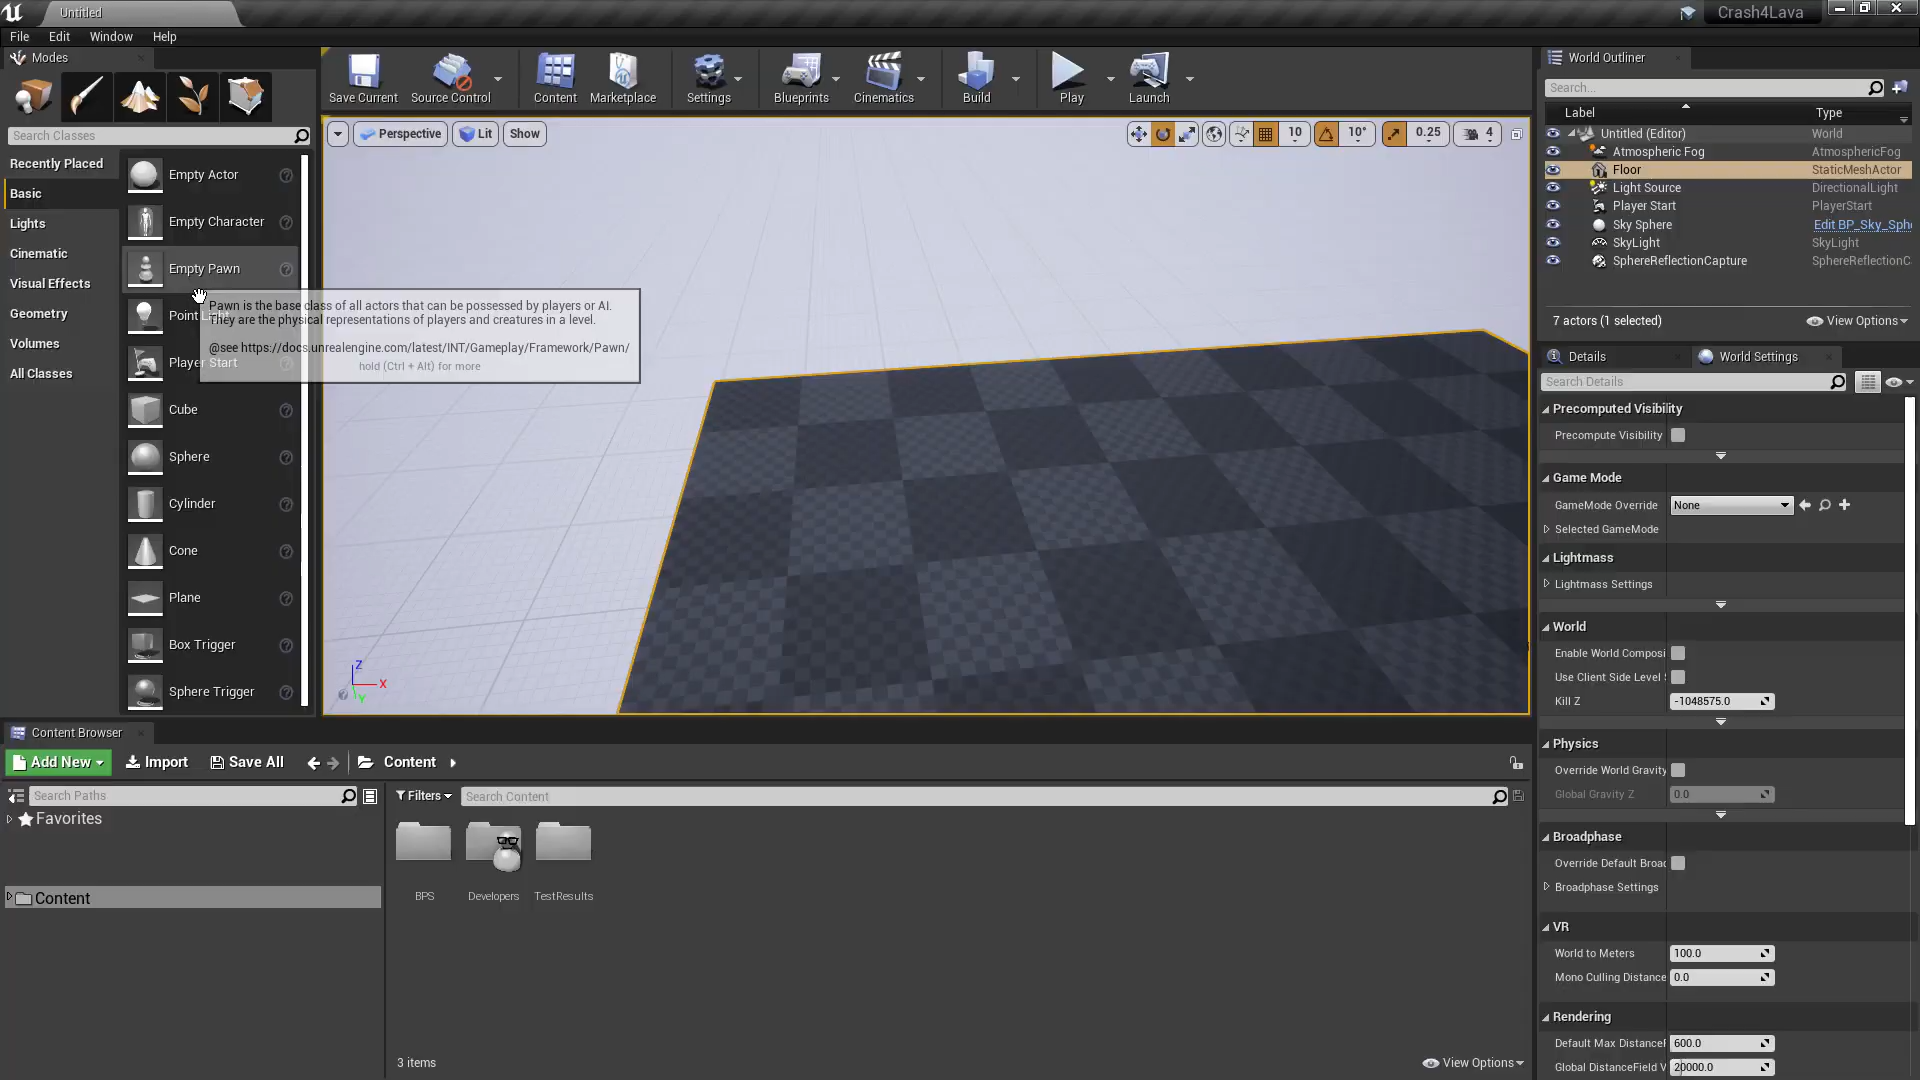 Untitled
Crash4Lava
File Edit Window Help
Modes
Save Current
Source Control
Content
Marketplace
Settings
Blueprints
Cinematics
Build
Play
Launch
World Outliner
Search...
Label Type
Untitled (Editor) World
Atmospheric Fog AtmosphericFog
Floor StaticMeshActor
Light Source DirectionalLight
Player Start PlayerStart
Sky Sphere Edit BP_Sky_Sph
SkyLight SkyLight
SphereReflectionCapture SphereReflectionC
7 actors (1 selected) View Options
Search Classes
Recently Placed
Basic
Lights
Cinematic
Visual Effects
Geometry
Volumes
All Classes
Empty Actor
Empty Character
Empty Pawn
Point Light
Player Start
Cube
Sphere
Cylinder
Cone
Plane
Box Trigger
Sphere Trigger
Pawn is the base class of all actors that can be possessed by players or AI.
They are the physical representations of players and creatures in a level.
@see https://docs.unrealengine.com/latest/INT/Gameplay/Framework/Pawn/
hold (Ctrl + Alt) for more
Perspective Lit Show
10 10° 0.25 4
Z
X
Y
Details World Settings
Search Details
Precomputed Visibility
Precompute Visibility
Game Mode
GameMode Override None
Selected GameMode
Lightmass
Lightmass Settings
World
Enable World Composi
Use Client Side Level
Kill Z -1048575.0
Physics
Override World Gravity
Global Gravity Z 0.0
Broadphase
Override Default Broad
Broadphase Settings
VR
World to Meters 100.0
Mono Culling Distance 0.0
Rendering
Default Max DistanceF 600.0
Global DistanceField V 20000.0
Content Browser
Add New Import Save All Content
Search Paths
Favorites
Content
Filters Search Content
BPS
Developers
TestResults
3 items
View Options